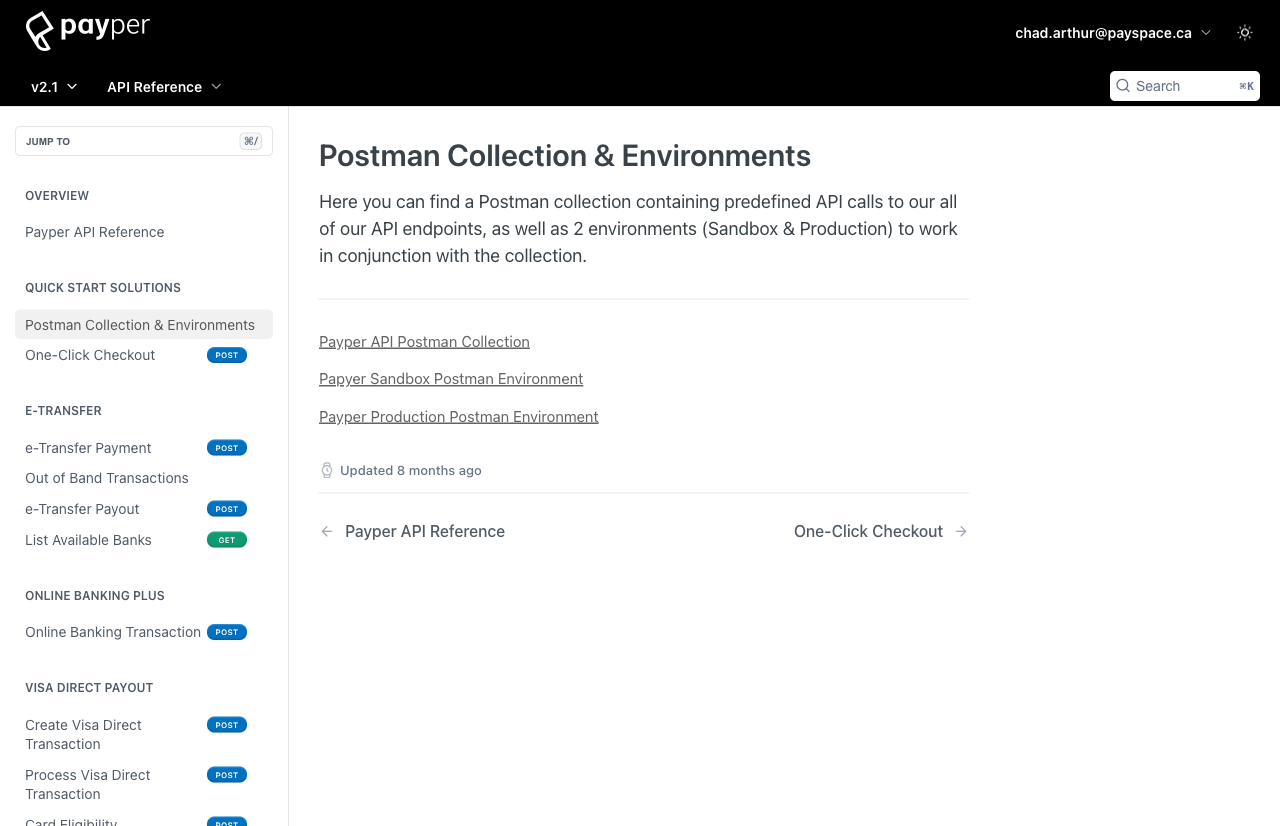 payper
chad.arthur@payspace.ca
v2.1
API Reference
Search
⌘K
JUMP TO
⌘/
OVERVIEW
Payper API Reference
QUICK START SOLUTIONS
Postman Collection & Environments
One-Click Checkout POST
E-TRANSFER
e-Transfer Payment POST
Out of Band Transactions
e-Transfer Payout POST
List Available Banks GET
ONLINE BANKING PLUS
Online Banking Transaction POST
VISA DIRECT PAYOUT
Create Visa Direct POST
Transaction
Process Visa Direct POST
Transaction
Card Eligibility POST
Postman Collection & Environments
Here you can find a Postman collection containing predefined API calls to our all
of our API endpoints, as well as 2 environments (Sandbox & Production) to work
in conjunction with the collection.
Payper API Postman Collection
Papyer Sandbox Postman Environment
Payper Production Postman Environment
Updated 8 months ago
← Payper API Reference
One-Click Checkout →